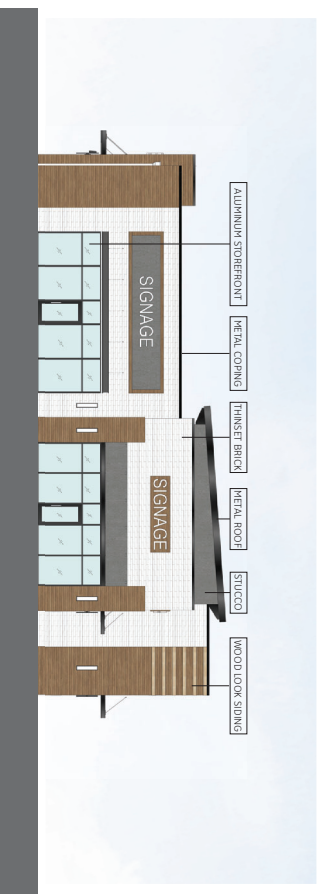 ALUMINUM STOREFRONT
METAL COPING
THINSET BRICK
METAL ROOF
STUCCO
WOOD LOOK SIDING
SIGNAGE
SIGNAGE